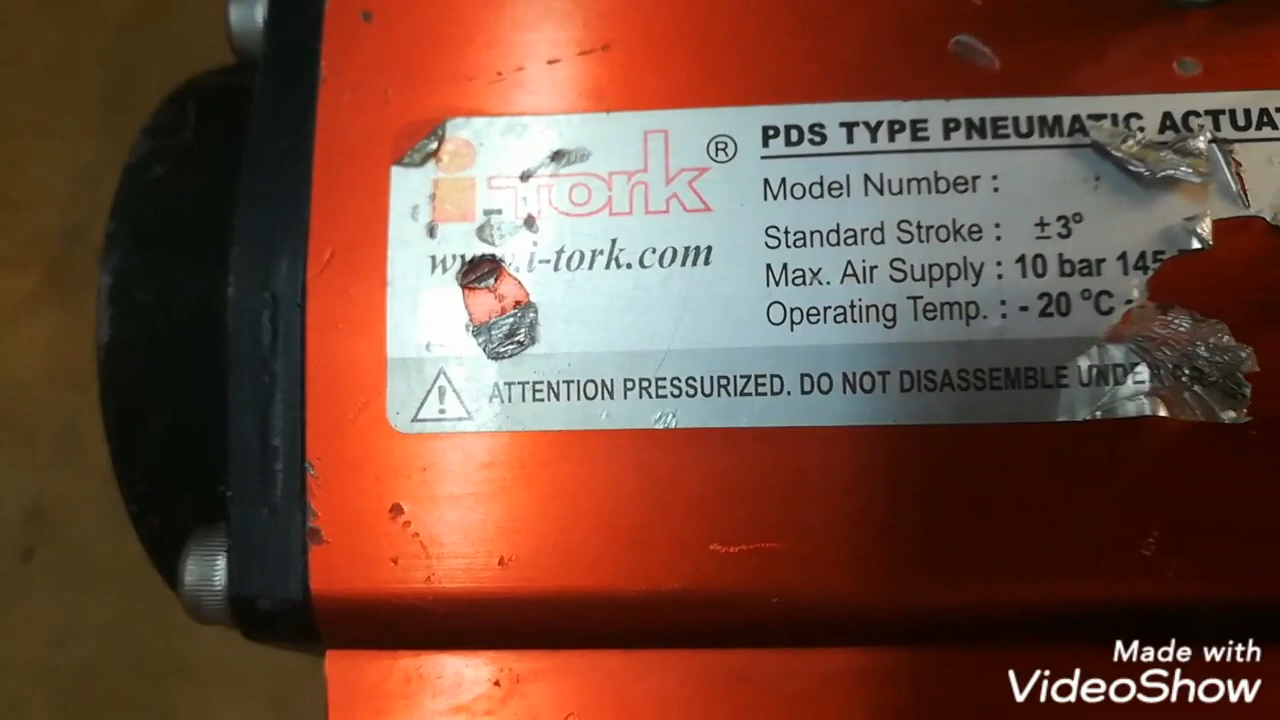 i-Tork ®
www.i-tork.com
PDS TYPE PNEUMATIC ACTUA
Model Number :
Standard Stroke : ±3°
Max. Air Supply : 10 bar 145
Operating Temp. : - 20 °C -
ATTENTION PRESSURIZED. DO NOT DISASSEMBLE UNDE
Made with
VideoShow